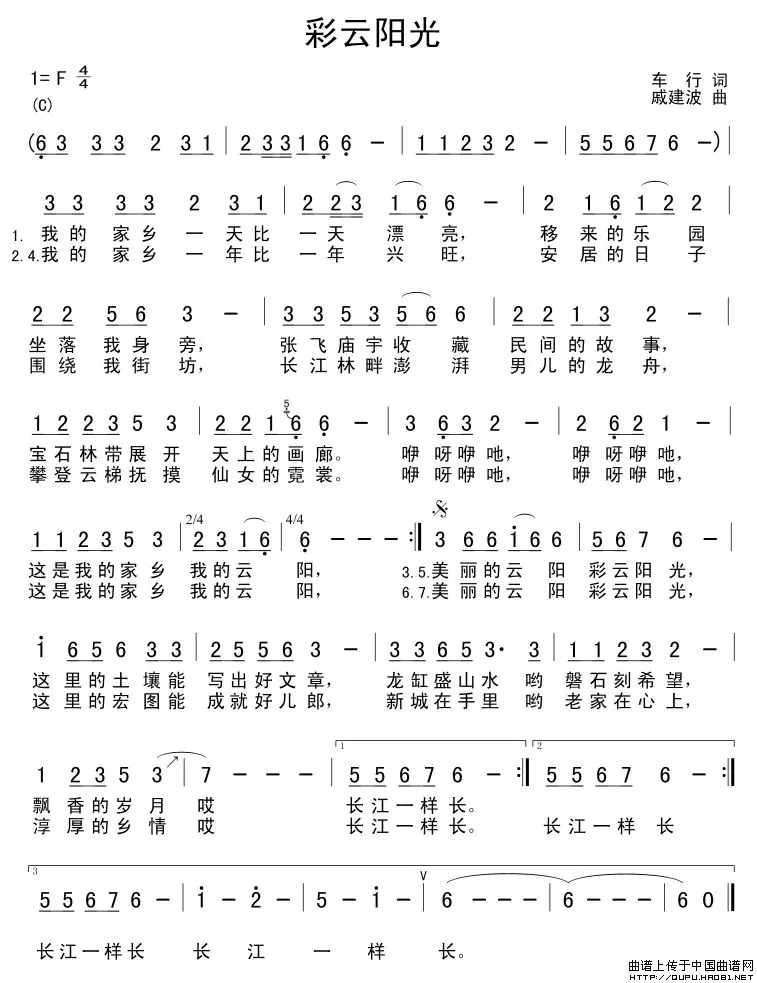 彩云阳光
1= F 4/4
(C)
车 行 词
戚建波 曲
(6 3 3 3 2 3 1 | 2 3 3 1 6 6 - | 1 1 2 3 2 - | 5 5 6 7 6 - )|
3 3 3 3 2 3 1 | 2 2 3 1 6 6 - | 2 1 6 1 2 2 |
1. 我的家乡一天比一天漂亮, 移来的乐园
2.4.我的家乡一年比一年兴旺, 安居的日子
2 2 5 6 3 - | 3 3 5 3 5 6 6 | 2 2 1 3 2 - |
坐落我身旁, 张飞庙宇收藏 民间的故事,
围绕我街坊, 长江林畔澎湃 男儿的龙舟,
1 2 2 3 5 3 | 2 2 1 5 6 6 - | 3 6 3 2 - | 2 6 2 1 - |
宝石林带展开 天上的画廊。 咿呀咿吔, 咿呀咿吔,
攀登云梯抚摸 仙女的霓裳。 咿呀咿吔, 咿呀咿吔,
1 1 2 3 5 3 | 2/4 2 3 1 6 | 4/4 6 - - - :| 3 6 6 1 6 6 | 5 6 7 6 - |
这是我的家乡 我的云阳, 3.5.美丽的云阳 彩云阳光,
这是我的家乡 我的云阳, 6.7.美丽的云阳 彩云阳光,
1 6 5 6 3 3 | 2 5 5 6 3 - | 3 3 6 5 3· 3 | 1 1 2 3 2 - |
这里的土壤能 写出好文章, 龙缸盛山水哟 磐石刻希望,
这里的宏图能 成就好儿郎, 新城在手里哟 老家在心上,
1 2 3 5 3 ↗ | 7 - - - | 1 5 5 6 7 6 - :| 2 5 5 6 7 6 - :|
飘香的岁月哎 长江一样长。
淳厚的乡情哎 长江一样长。 长江一样长
3
5 5 6 7 6 - | 1 - 2 - | 5 - 1 - | V 6 - - - | 6 - - - | 6 0 ‖
长江一样长 长江一样长。
曲谱上传于中国曲谱网
http://QUPU.HAO81.NET